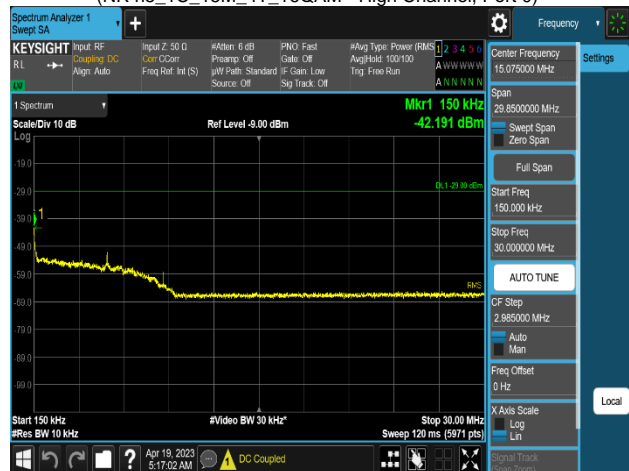 Spectrum Analyzer 1
Swept SA
Frequency
KEYSIGHT
R L
Input: RF
Coupling: DC
Align: Auto
Input Z: 50 Ω
Corr CCorr
Freq Ref: Int (S)
#Atten: 6 dB
Preamp: Off
µW Path: Standard
Source: Off
PNO: Fast
Gate: Off
IF Gain: Low
Sig Track: Off
#Avg Type: Power (RMS
Avg|Hold: 100/100
Trig: Free Run
1 2 3 4 5 6
A W W W W W
A N N N N N
LV
1 Spectrum
Scale/Div 10 dB
Ref Level -9.00 dBm
Mkr1 150 kHz
-42.191 dBm
Log
-19.0
DL1 -29.00 dBm
-29.0
1
-39.0
-49.0
-59.0
RMS
-69.0
-79.0
-89.0
-99.0
Start 150 kHz
#Video BW 30 kHz*
Stop 30.00 MHz
#Res BW 10 kHz
Sweep 120 ms (5971 pts)
Center Frequency
15.075000 MHz
Settings
Span
29.8500000 MHz
Swept Span
Zero Span
Full Span
Start Freq
150.000 kHz
Stop Freq
30.000000 MHz
AUTO TUNE
CF Step
2.985000 MHz
Auto
Man
Freq Offset
0 Hz
X Axis Scale
Log
Lin
Local
Signal Track
(Span Zoom)
?
Apr 19, 2023
5:17:02 AM
DC Coupled